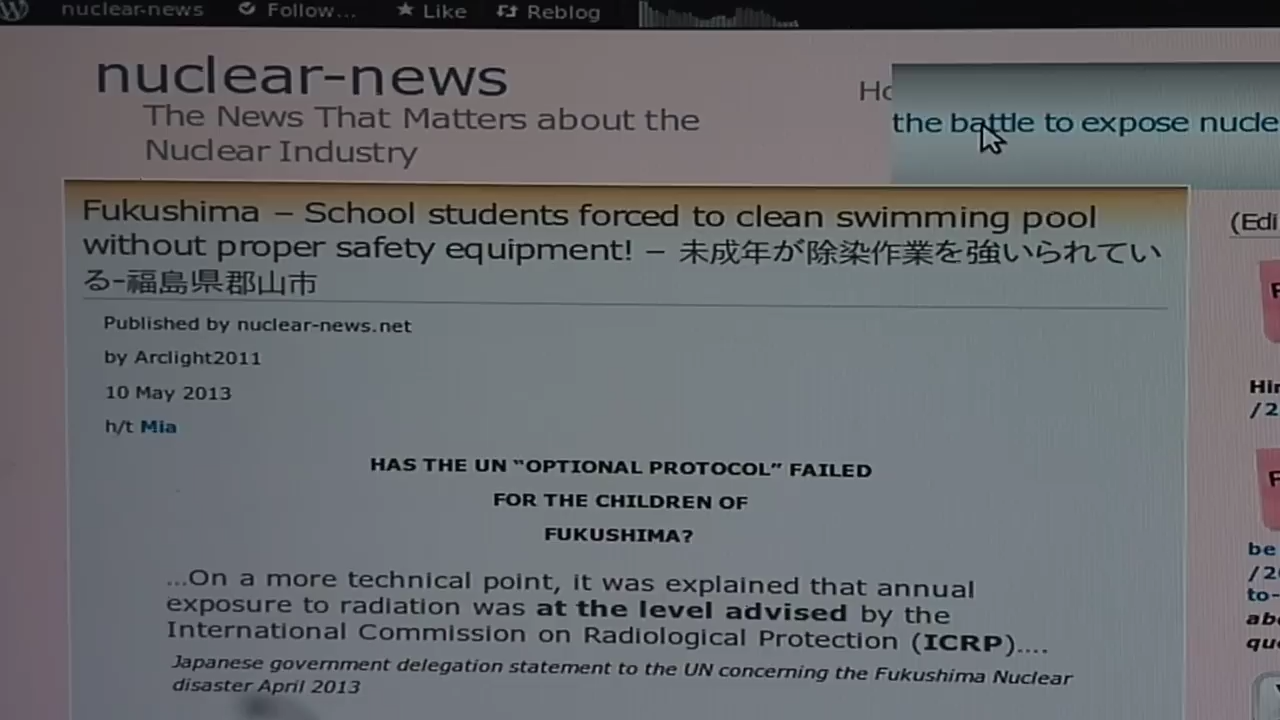 nuclear-news Follow... Like Reblog
nuclear-news
The News That Matters about the
Nuclear Industry
the battle to expose
Fukushima – School students forced to clean swimming pool
without proper safety equipment! – 未成年が除染作業を強いられてい
る-福島県郡山市
Published by nuclear-news.net
by Arclight2011
10 May 2013
h/t Mia
HAS THE UN “OPTIONAL PROTOCOL” FAILED
FOR THE CHILDREN OF
FUKUSHIMA?
...On a more technical point, it was explained that annual
exposure to radiation was at the level advised by the
International Commission on Radiological Protection (ICRP)....
Japanese government delegation statement to the UN concerning the Fukushima Nuclear
disaster April 2013
be
to-